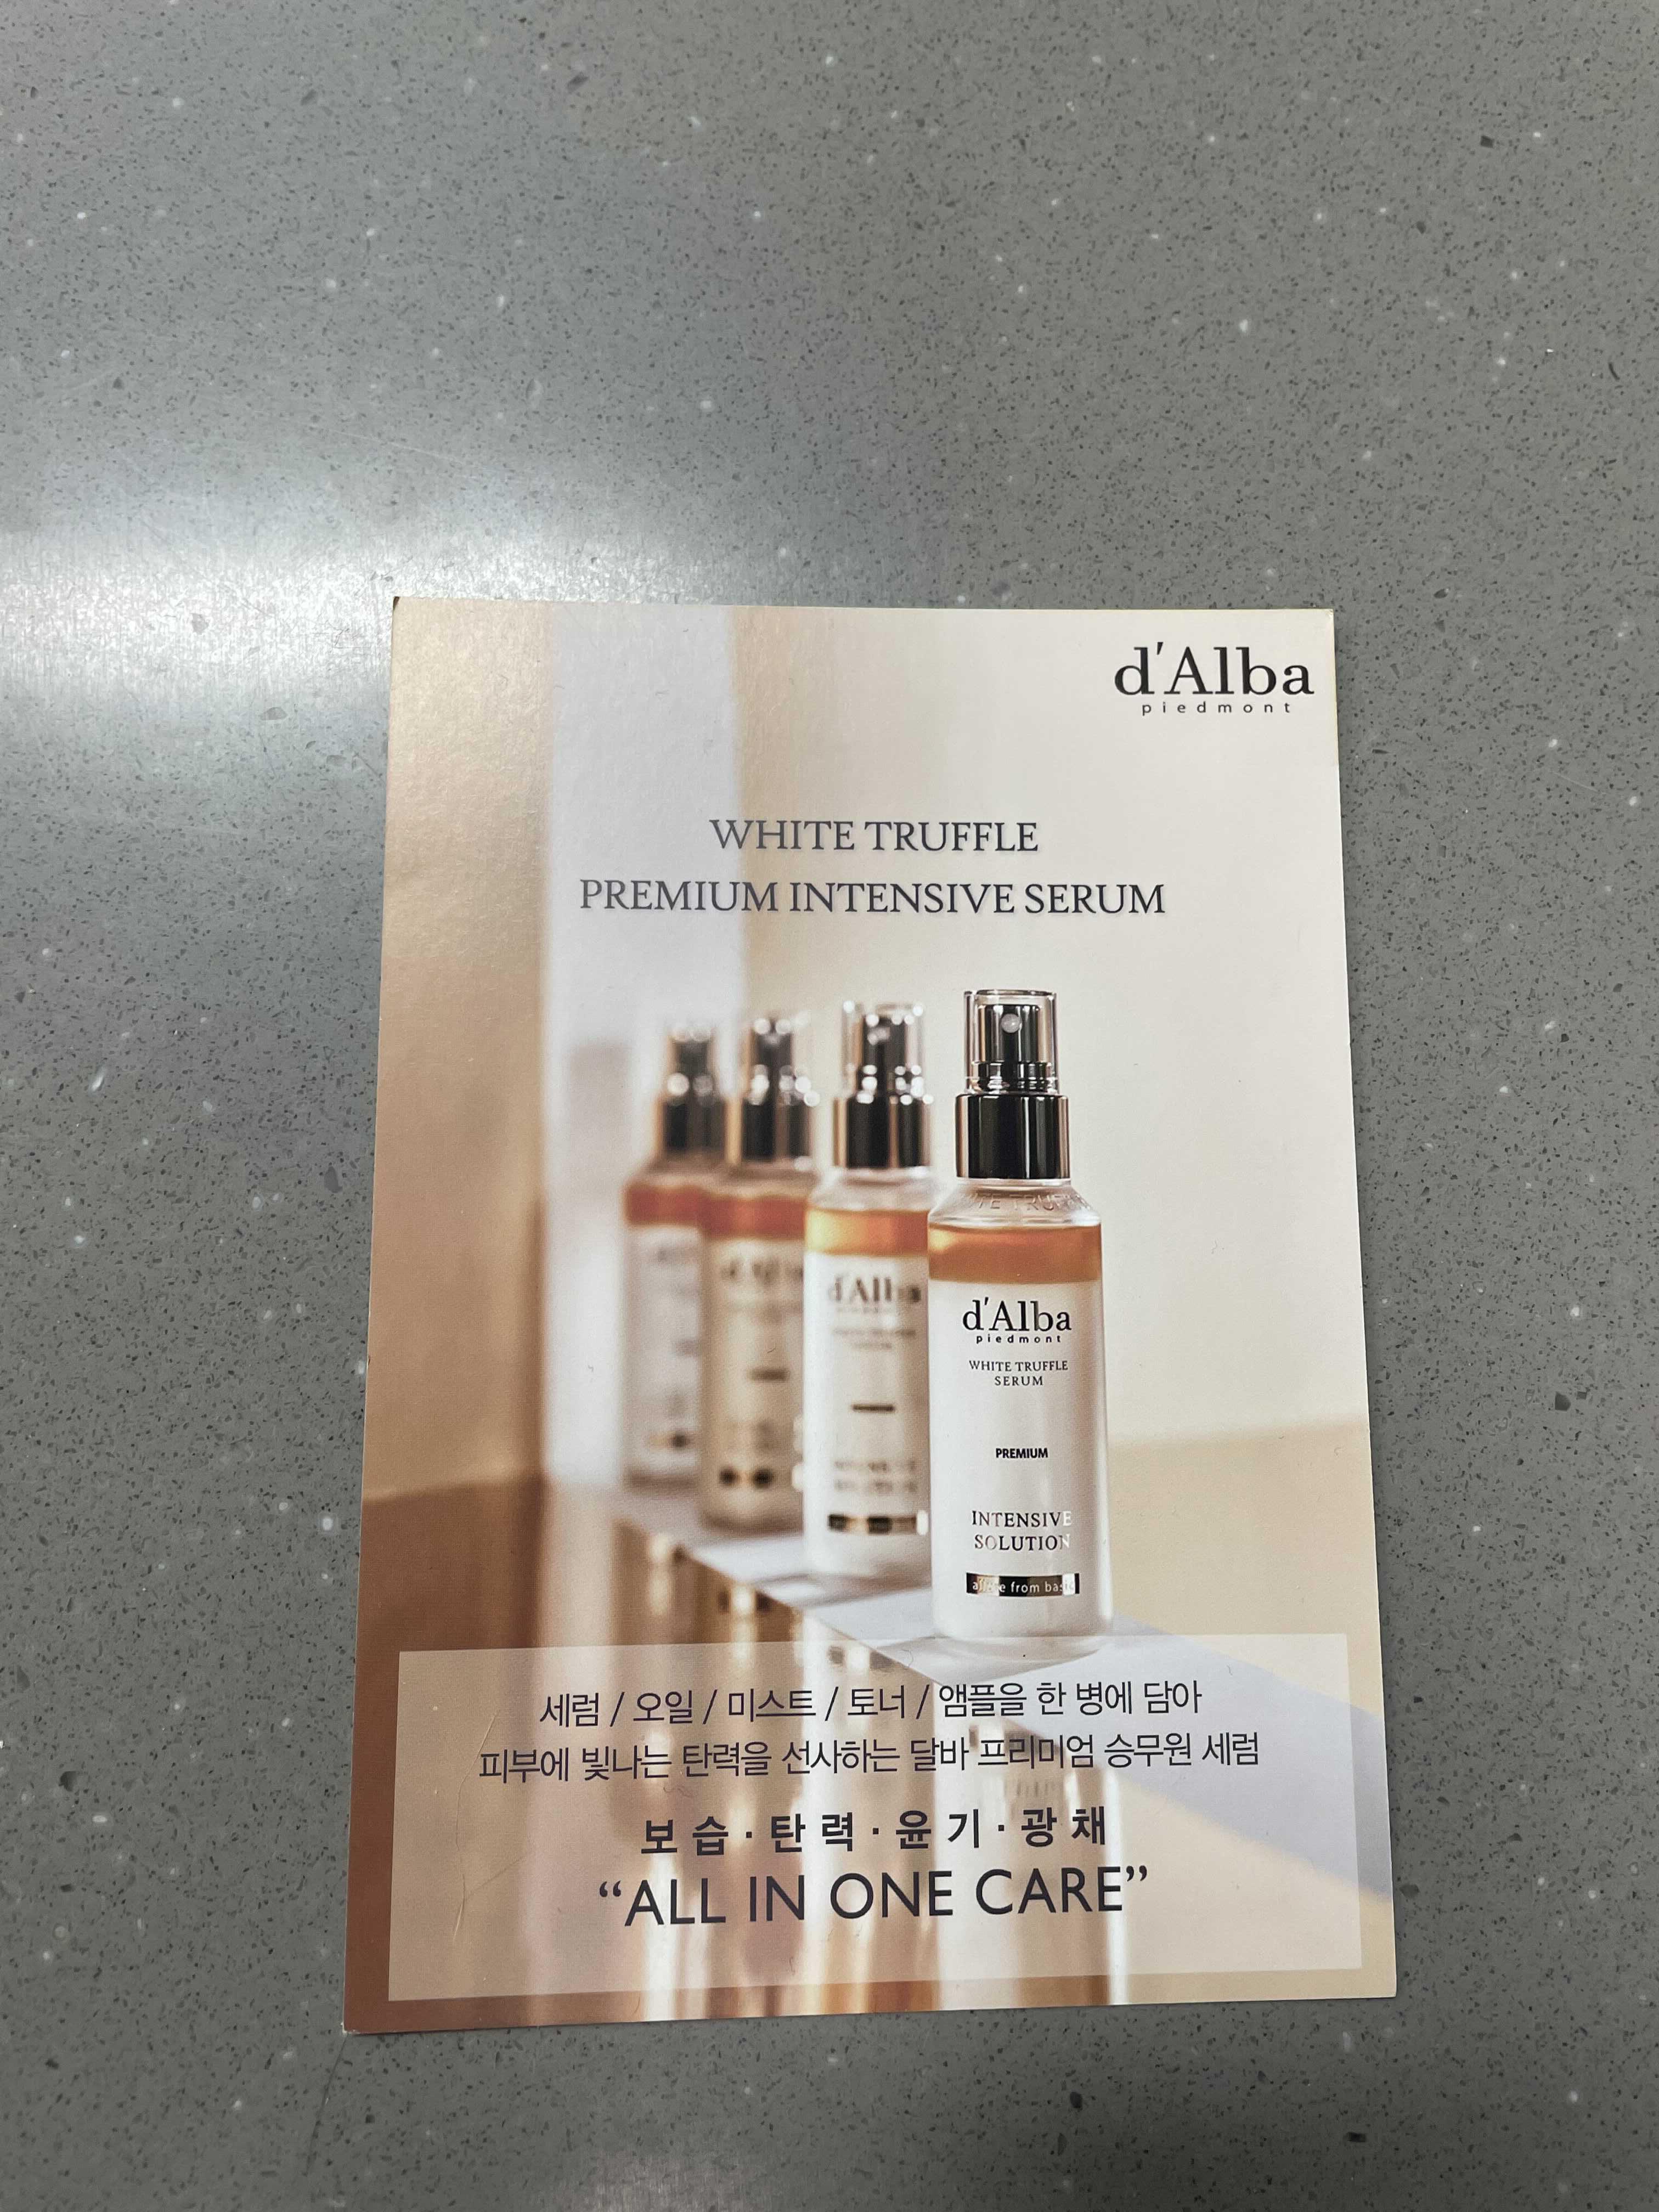 d'Alba
piedmont
WHITE TRUFFLE
PREMIUM INTENSIVE SERUM
d'Alba
d'Alba
piedmont
WHITE TRUFFLE
SERUM
PREMIUM
INTENSIVE
SOLUTION
from
세럼 / 오일 / 미스트 / 토너 / 앰플을 한 병에 담아
피부에 빛나는 탄력을 선사하는 달바 프리미엄 승무원 세럼
보습·탄력·윤기·광채
“ALL IN ONE CARE”